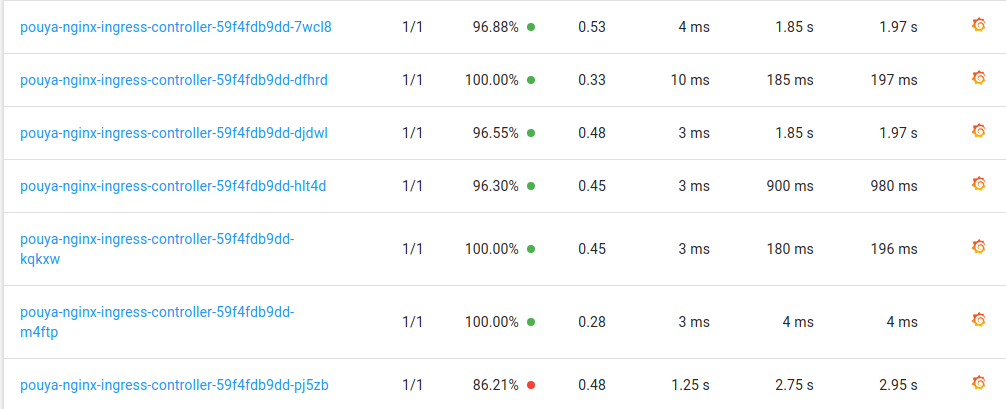 pouya-nginx-ingress-controller-59f4fdb9dd-7wcl8 1/1 96.88% 0.53 4 ms 1.85 s 1.97 s
pouya-nginx-ingress-controller-59f4fdb9dd-dfhrd 1/1 100.00% 0.33 10 ms 185 ms 197 ms
pouya-nginx-ingress-controller-59f4fdb9dd-djdwl 1/1 96.55% 0.48 3 ms 1.85 s 1.97 s
pouya-nginx-ingress-controller-59f4fdb9dd-hlt4d 1/1 96.30% 0.45 3 ms 900 ms 980 ms
pouya-nginx-ingress-controller-59f4fdb9dd-
kqkxw 1/1 100.00% 0.45 3 ms 180 ms 196 ms
pouya-nginx-ingress-controller-59f4fdb9dd-
m4ftp 1/1 100.00% 0.28 3 ms 4 ms 4 ms
pouya-nginx-ingress-controller-59f4fdb9dd-pj5zb 1/1 86.21% 0.48 1.25 s 2.75 s 2.95 s